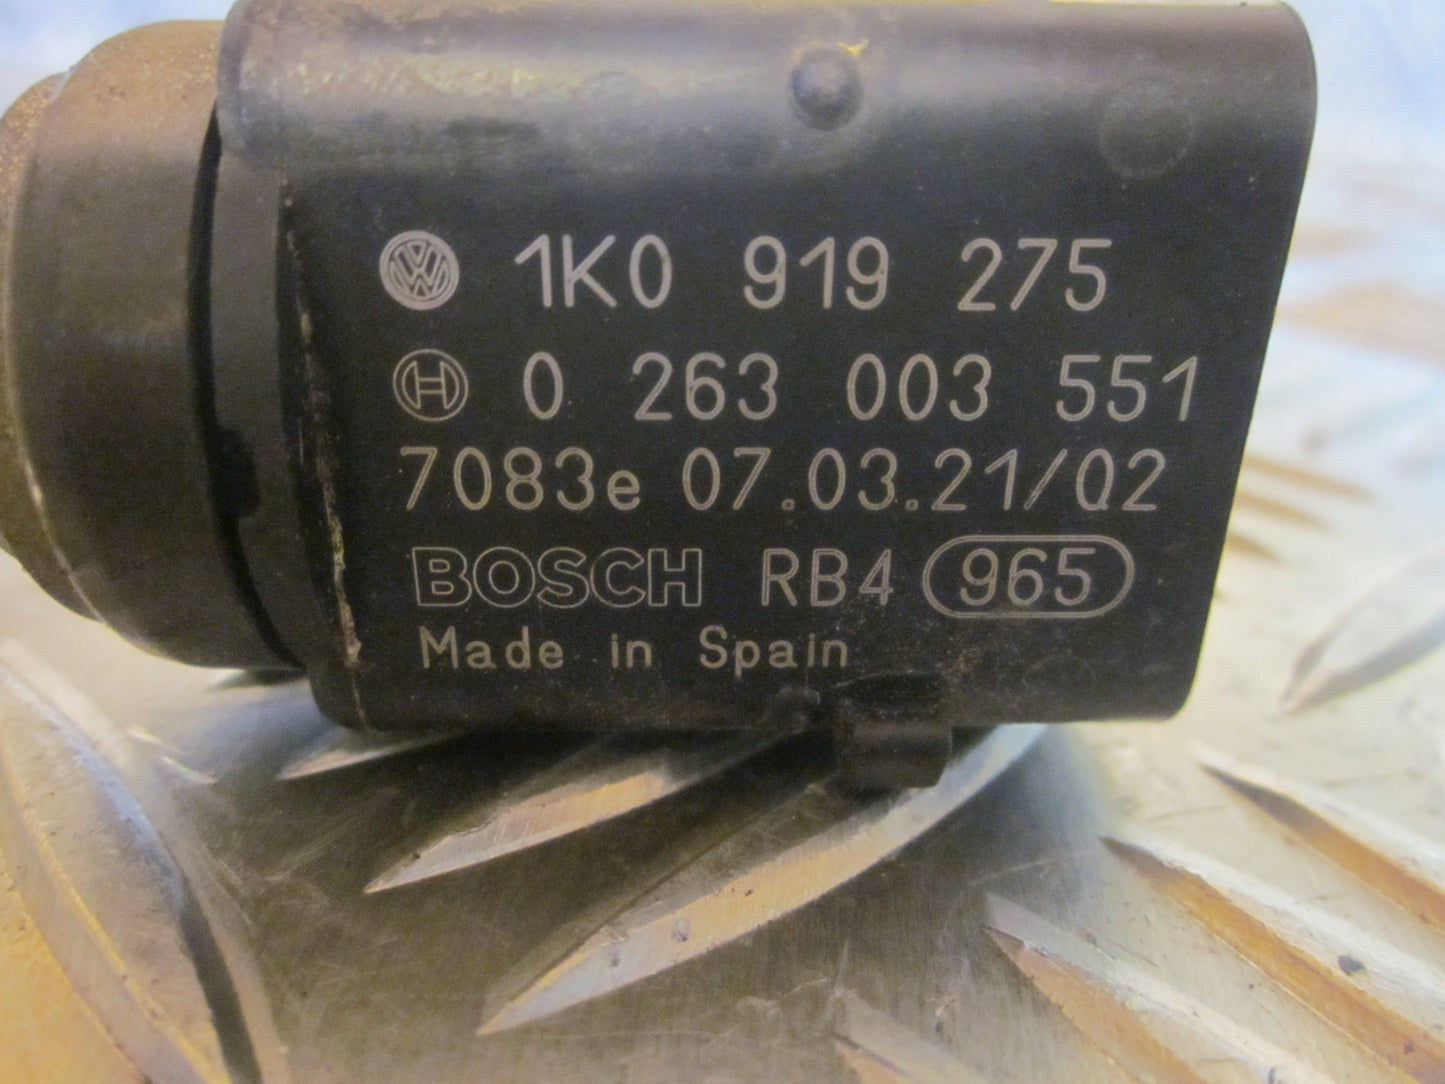 1K0 919 275
0 263 003 551
7083e 07.03.21/02
BOSCH RB4 965
Made in Spain